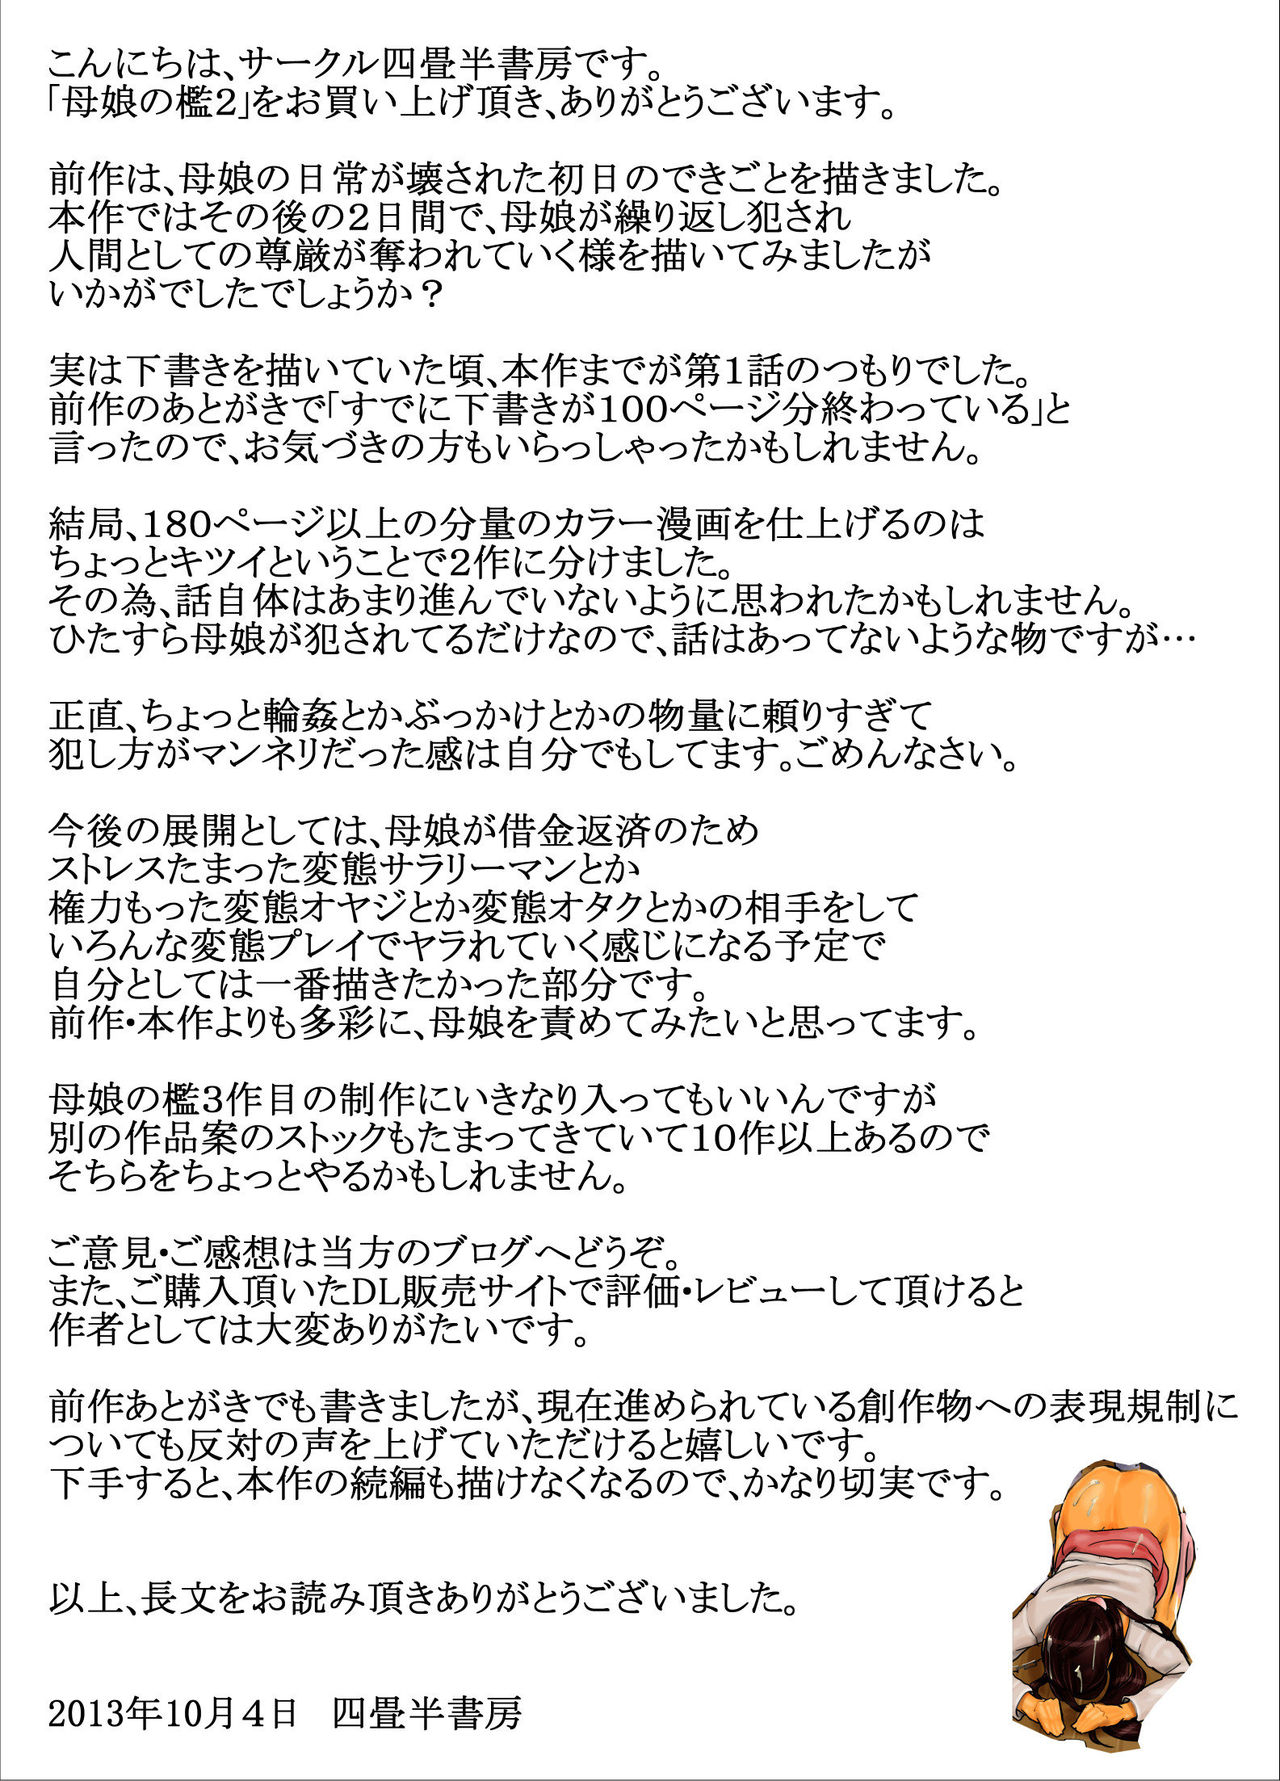 こんにちは、サークル四畳半書房です。
「母娘の檻２」をお買い上げ頂き、ありがとうございます。
前作は、母娘の日常が壊された初日のできごとを描きました。
本作ではその後の２日間で、母娘が繰り返し犯され
人間としての尊厳が奪われていく様を描いてみましたが
いかがでしたでしょうか？
実は下書きを描いていた頃、本作までが第１話のつもりでした。
前作のあとがきで「すでに下書きが１００ページ分終わっている」と
言ったので、お気づきの方もいらっしゃったかもしれません。
結局、１８０ページ以上の分量のカラー漫画を仕上げるのは
ちょっとキツイということで２作に分けました。
その為、話自体はあまり進んでいないように思われたかもしれません。
ひたすら母娘が犯されてるだけなので、話はあってないような物ですが…
正直、ちょっと輪姦とかぶっかけとかの物量に頼りすぎて
犯し方がマンネリだった感は自分でもしてます。ごめんなさい。
今後の展開としては、母娘が借金返済のため
ストレスたまった変態サラリーマンとか
権力もった変態オヤジとか変態オタクとかの相手をして
いろんな変態プレイでヤラれていく感じになる予定で
自分としては一番描きたかった部分です。
前作・本作よりも多彩に、母娘を責めてみたいと思ってます。
母娘の檻３作目の制作にいきなり入ってもいいんですが
別の作品案のストックもたまってきていて１０作以上あるので
そちらをちょっとやるかもしれません。
ご意見・ご感想は当方のブログへどうぞ。
また、ご購入頂いたDL販売サイトで評価・レビューして頂けると
作者としては大変ありがたいです。
前作あとがきでも書きましたが、現在進められている創作物への表現規制に
ついても反対の声を上げていただけると嬉しいです。
下手すると、本作の続編も描けなくなるので、かなり切実です。
以上、長文をお読み頂きありがとうございました。
2013年10月４日　四畳半書房